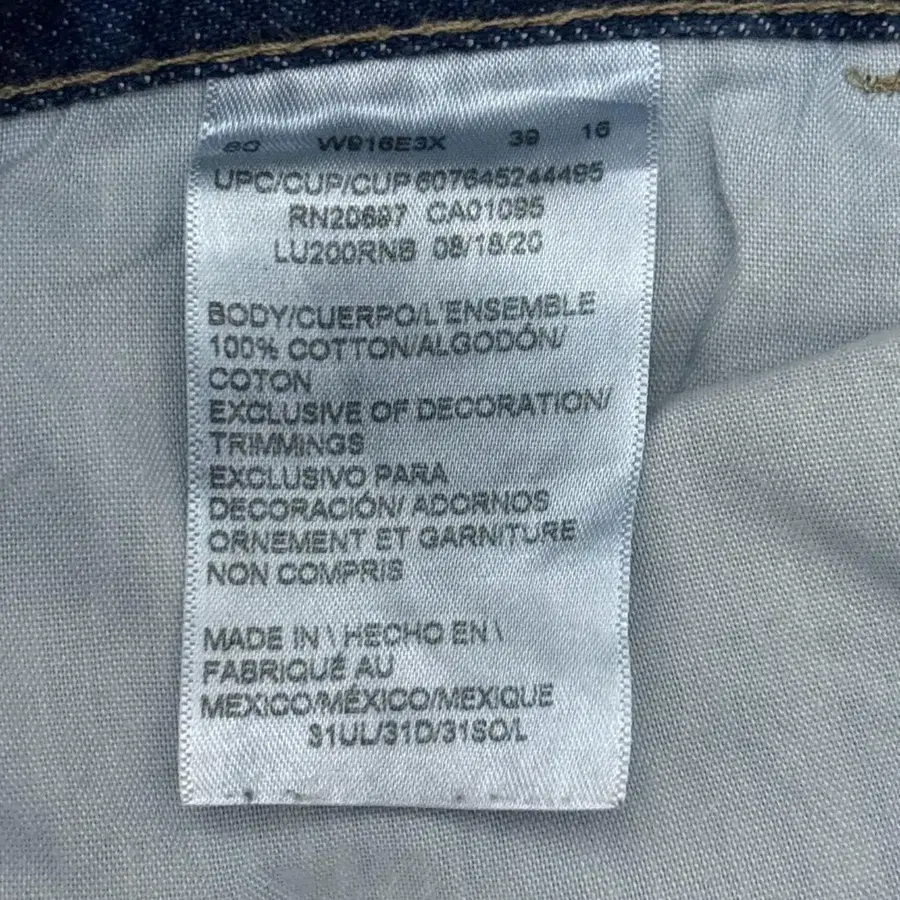 W916E3X 39 16
UPC/CUP/CUP 607645244495
RN20697 CA01095
LU200RNB 08/18/20
BODY/CUERPO/L'ENSEMBLE
100% COTTON/ALGODÓN/
COTON
EXCLUSIVE OF DECORATION/
TRIMMINGS
EXCLUSIVO PARA
DECORACIÓN/ ADORNOS
ORNEMENT ET GARNITURE
NON COMPRIS
MADE IN \ HECHO EN \
FABRIQUÉ AU
MEXICO/MÉXICO/MEXIQUE
31UL/31D/31SO/L